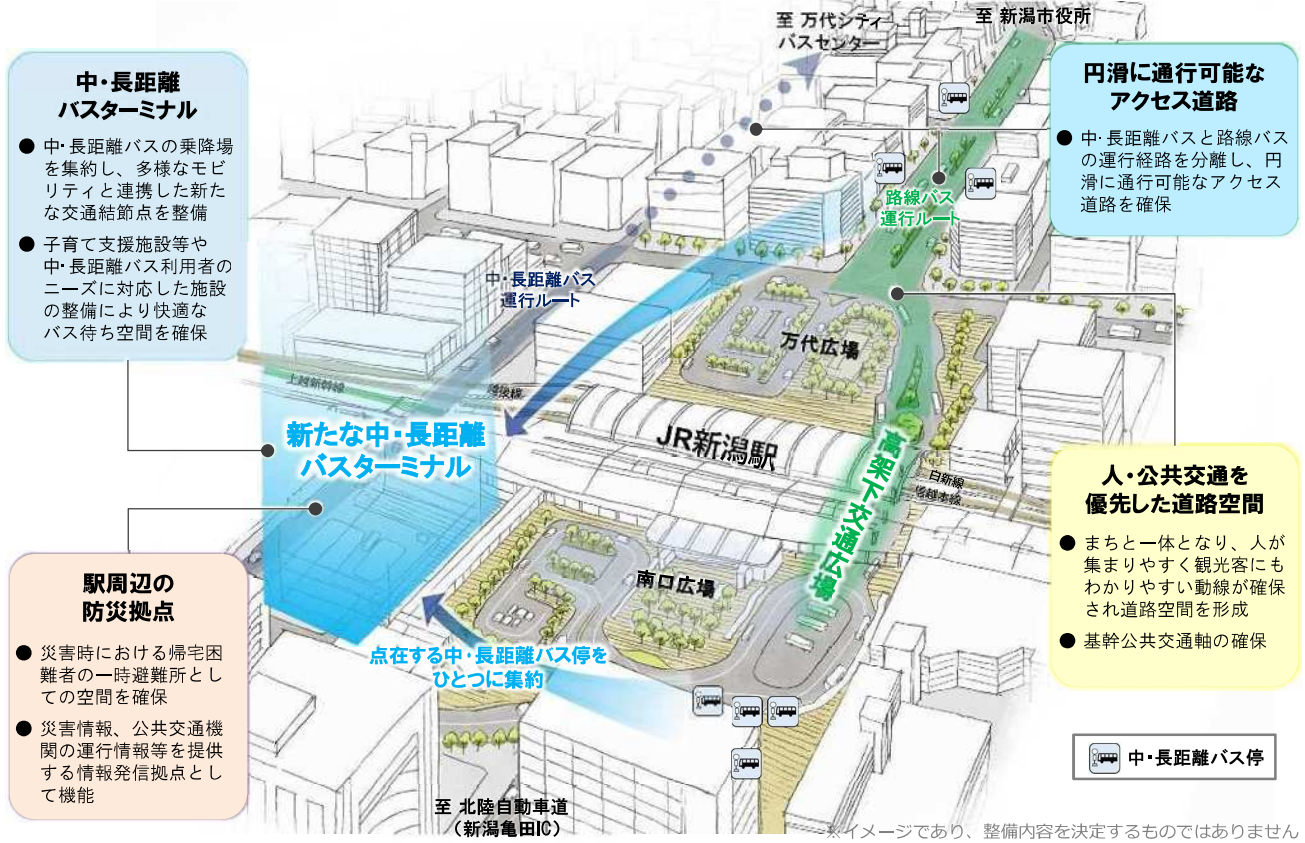 至 万代シティ
バスセンター
至 新潟市役所
中・長距離
バスターミナル
● 中・長距離バスの乗降場
を集約し、多様なモビ
リティと連携した新た
な交通結節点を整備
● 子育て支援施設等や
中・長距離バス利用者の
ニーズに対応した施設
の整備により快適な
バス待ち空間を確保
円滑に通行可能な
アクセス道路
● 中・長距離バスと路線バス
の運行経路を分離し、円
滑に通行可能なアクセス
道路を確保
路線バス
運行ルート
中・長距離バス
運行ルート
万代広場
上越新幹線
越後線
新たな中・長距離
バスターミナル
JR新潟駅
高架下交通広場
白新線
信越本線
人・公共交通を
優先した道路空間
● まちと一体となり、人が
集まりやすく観光客にも
わかりやすい動線が確保
され道路空間を形成
● 基幹公共交通軸の確保
駅周辺の
防災拠点
● 災害時における帰宅困
難者の一時避難所とし
ての空間を確保
● 災害情報、公共交通機
関の運行情報等を提供
する情報発信拠点とし
て機能
南口広場
点在する中・長距離バス停を
ひとつに集約
中・長距離バス停
至 北陸自動車道
(新潟亀田IC)
※イメージであり、整備内容を決定するものではありません